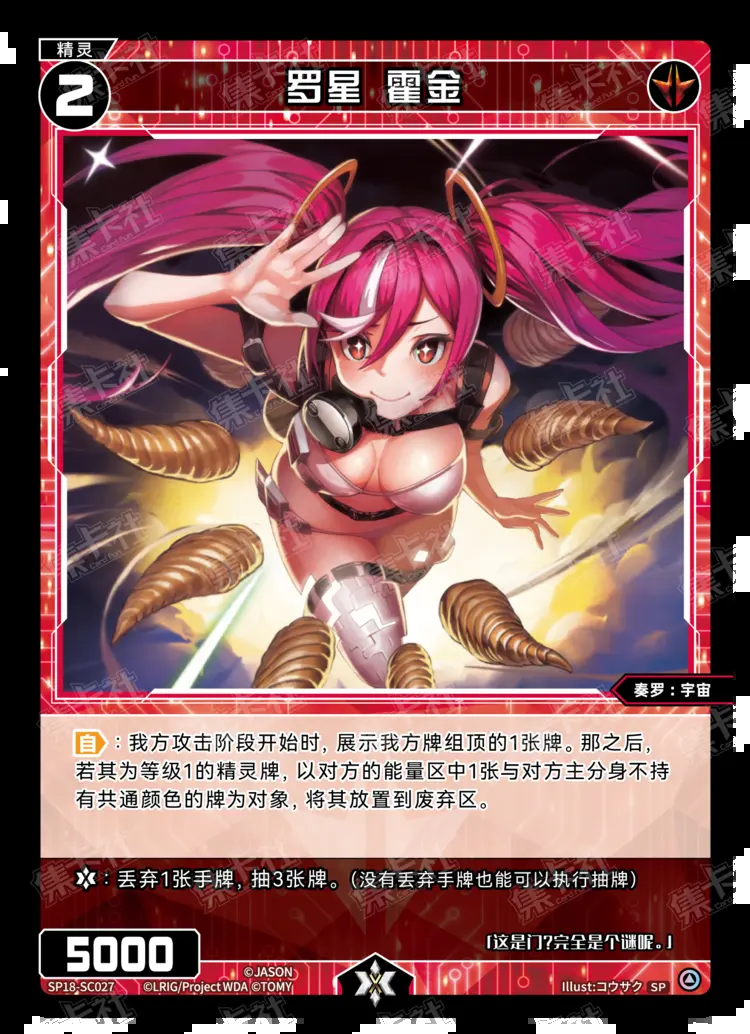 精灵
2
罗星 霍金
奏罗：宇宙
自：我方攻击阶段开始时，展示我方牌组顶的1张牌。那之后，
若其为等级1的精灵牌，以对方的能量区中1张与对方主分身不持
有共通颜色的牌为对象，将其放置到废弃区。
：丢弃1张手牌，抽3张牌。（没有丢弃手牌也能可以执行抽牌）
「这是门?完全是个谜呢。」
5000
©JASON
SP18-SC027 ©LRIG/Project WDA ©TOMY Illust:コウサク SP
集卡社